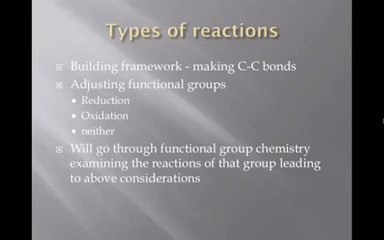 Types of reactions
Building framework - making C-C bonds
Adjusting functional groups
Reduction
Oxidation
neither
Will go through functional group chemistry
examining the reactions of that group leading
to above considerations